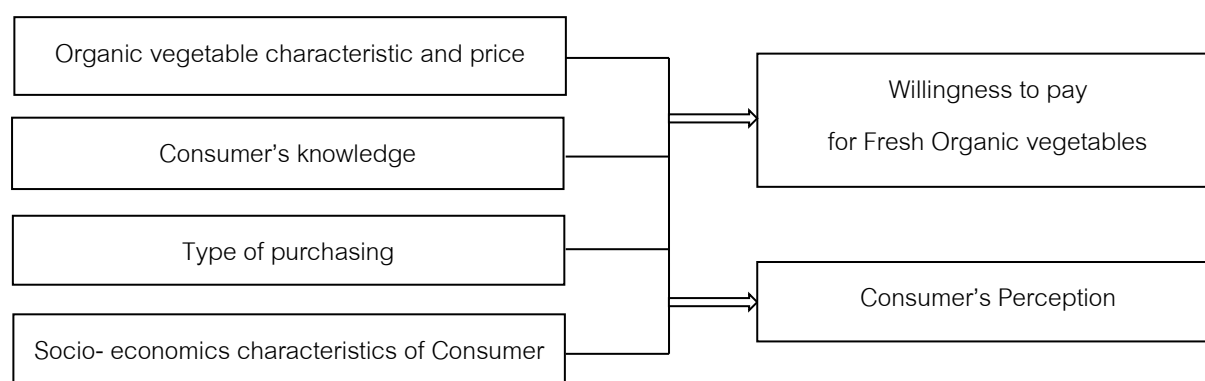 Organic vegetable characteristic and price
Consumer’s knowledge
Type of purchasing
Socio- economics characteristics of Consumer
Willingness to pay
for Fresh Organic vegetables
Consumer’s Perception